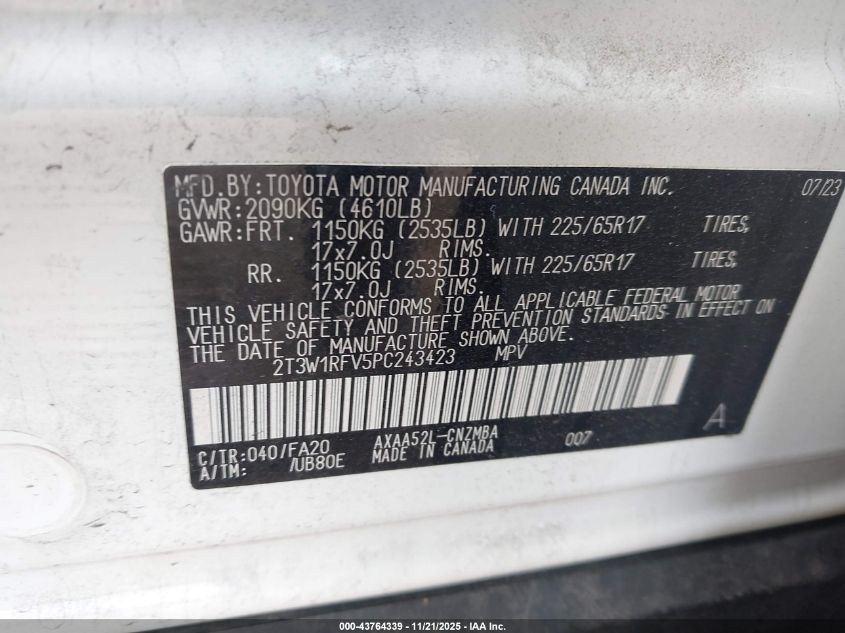 MFD.BY:TOYOTA MOTOR MANUFACTURING CANADA INC. 07/23
GVWR:2090KG (4610LB)
GAWR:FRT. 1150KG (2535LB) WITH 225/65R17 TIRES,
17x7.0J RIMS.
RR. 1150KG (2535LB) WITH 225/65R17 TIRES,
17x7.0J RIMS.
THIS VEHICLE CONFORMS TO ALL APPLICABLE FEDERAL MOTOR
VEHICLE SAFETY AND THEFT PREVENTION STANDARDS IN EFFECT ON
THE DATE OF MANUFACTURE SHOWN ABOVE.
2T3W1RFV5PC243423 MPV
A
C/TR:040/FA20 AXAA52L-CNZMBA 007
A/TM: /UB80E MADE IN CANADA
000-43764339 - 11/21/2025 - IAA Inc.